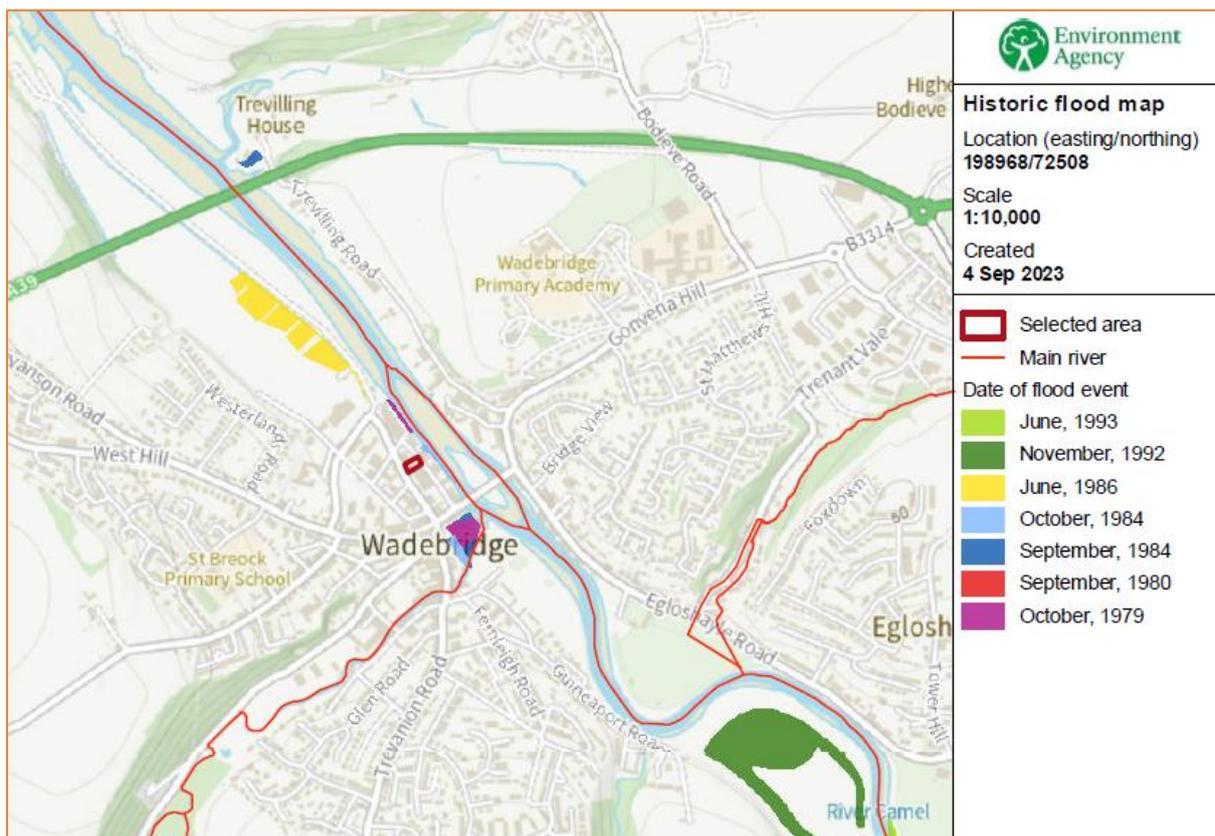 Trevilling
House
Bodieve Road
Highe
Bodieve
Trevilling Road
A39
B3314
Wadebridge
Primary Academy
Gonvena Hill
St Matthews
Hill
Trenant Vale
Westerland
Road
West Hill
Bridge View
Foxdown
50
Wadebridge
St Breock
Primary School
Egloshayle Road
Eglosh
Fernleigh Road
Guineaport Road
Glen Road
Trevanion Road
Tower Hill
River Camel
Environment
Agency
Historic flood map
Location (easting/northing)
198968/72508
Scale
1:10,000
Created
4 Sep 2023
Selected area
Main river
Date of flood event
June, 1993
November, 1992
June, 1986
October, 1984
September, 1984
September, 1980
October, 1979